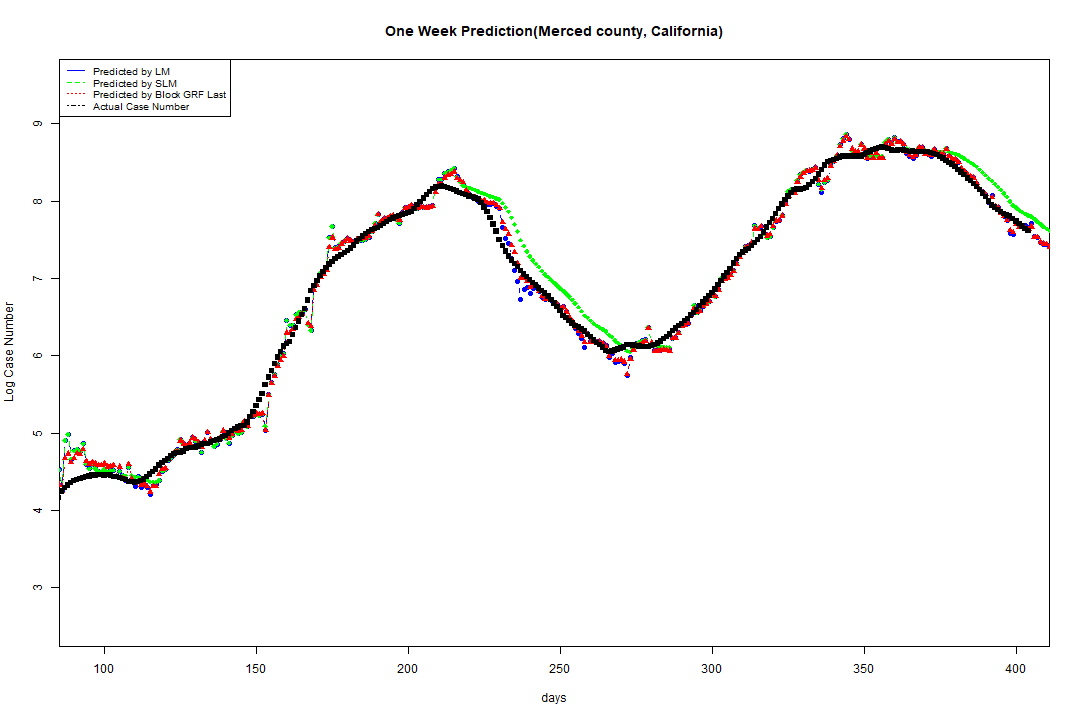 One Week Prediction(Merced county, California)
Predicted by LM
Predicted by SLM
Predicted by Block GRF Last
Actual Case Number
Log Case Number
9
8
7
6
5
4
3
100 150 200 250 300 350 400
days